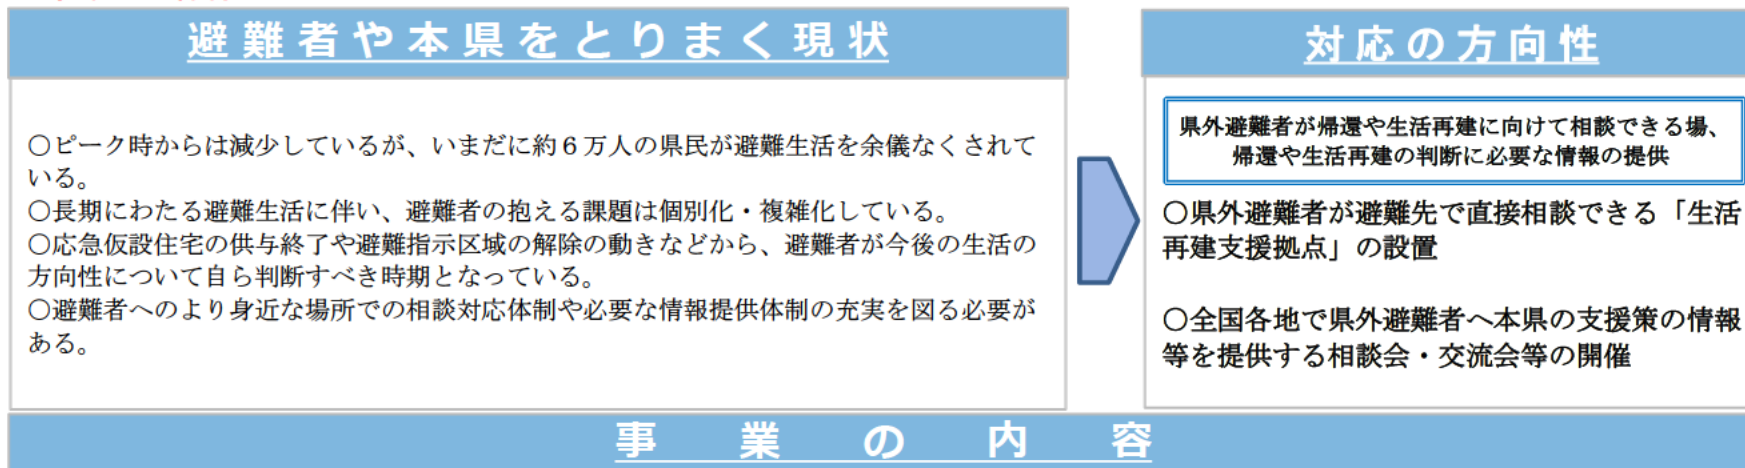 避難者や本県をとりまく現状
○ピーク時からは減少しているが、いまだに約６万人の県民が避難生活を余儀なくされて
いる。
○長期にわたる避難生活に伴い、避難者の抱える課題は個別化・複雑化している。
○応急仮設住宅の供与終了や避難指示区域の解除の動きなどから、避難者が今後の生活の
方向性について自ら判断すべき時期となっている。
○避難者へのより身近な場所での相談対応体制や必要な情報提供体制の充実を図る必要が
ある。
対応の方向性
県外避難者が帰還や生活再建に向けて相談できる場、
帰還や生活再建の判断に必要な情報の提供
○県外避難者が避難先で直接相談できる「生活
再建支援拠点」の設置
○全国各地で県外避難者へ本県の支援策の情報
等を提供する相談会・交流会等の開催
事業の内容